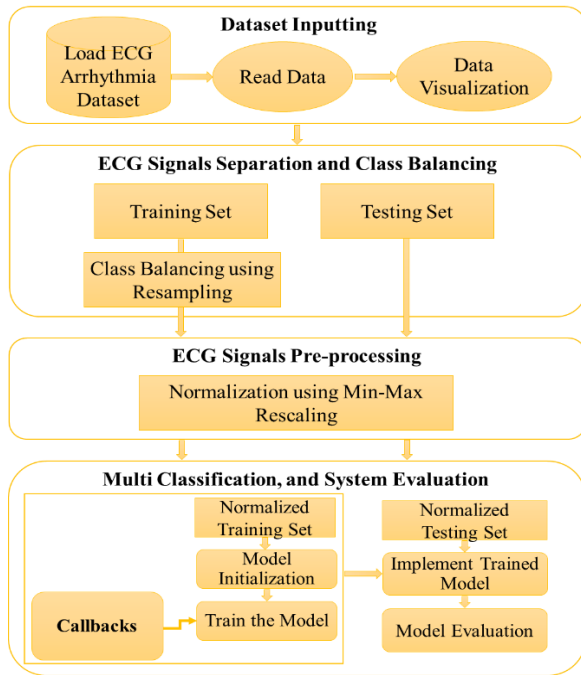 Dataset Inputting
Load ECG
Arrhythmia
Dataset
Read Data
Data
Visualization
ECG Signals Separation and Class Balancing
Training Set
Testing Set
Class Balancing using
Resampling
ECG Signals Pre-processing
Normalization using Min-Max
Rescaling
Multi Classification, and System Evaluation
Normalized
Training Set
Model
Initialization
Train the Model
Callbacks
Normalized
Testing Set
Implement Trained
Model
Model Evaluation